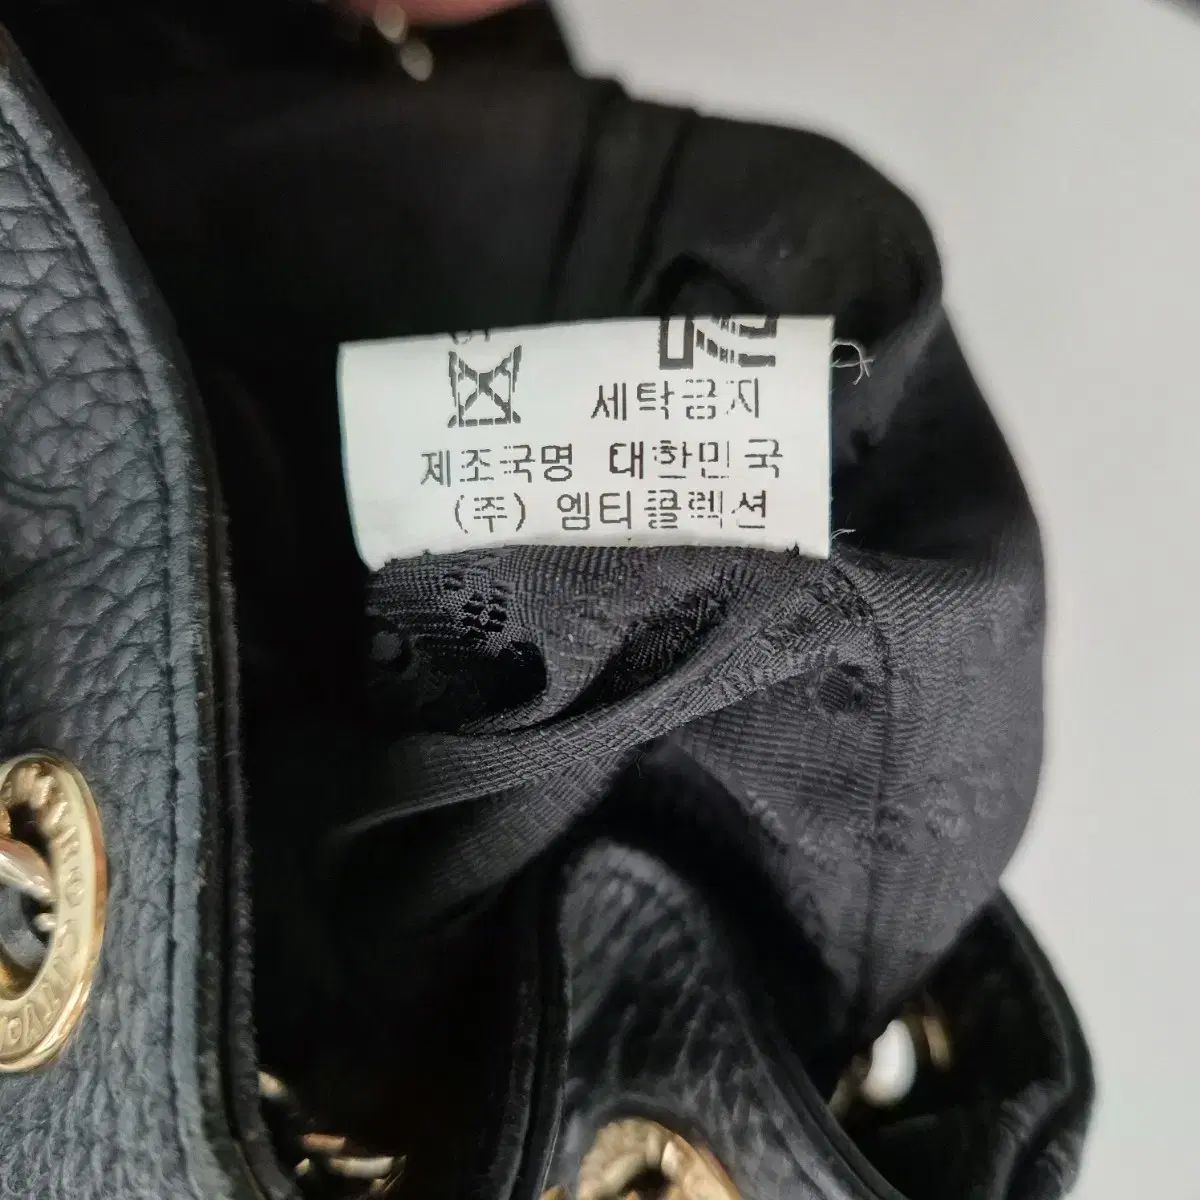 세탁금지
제조국명 대한민국
(주) 엠티콜렉션